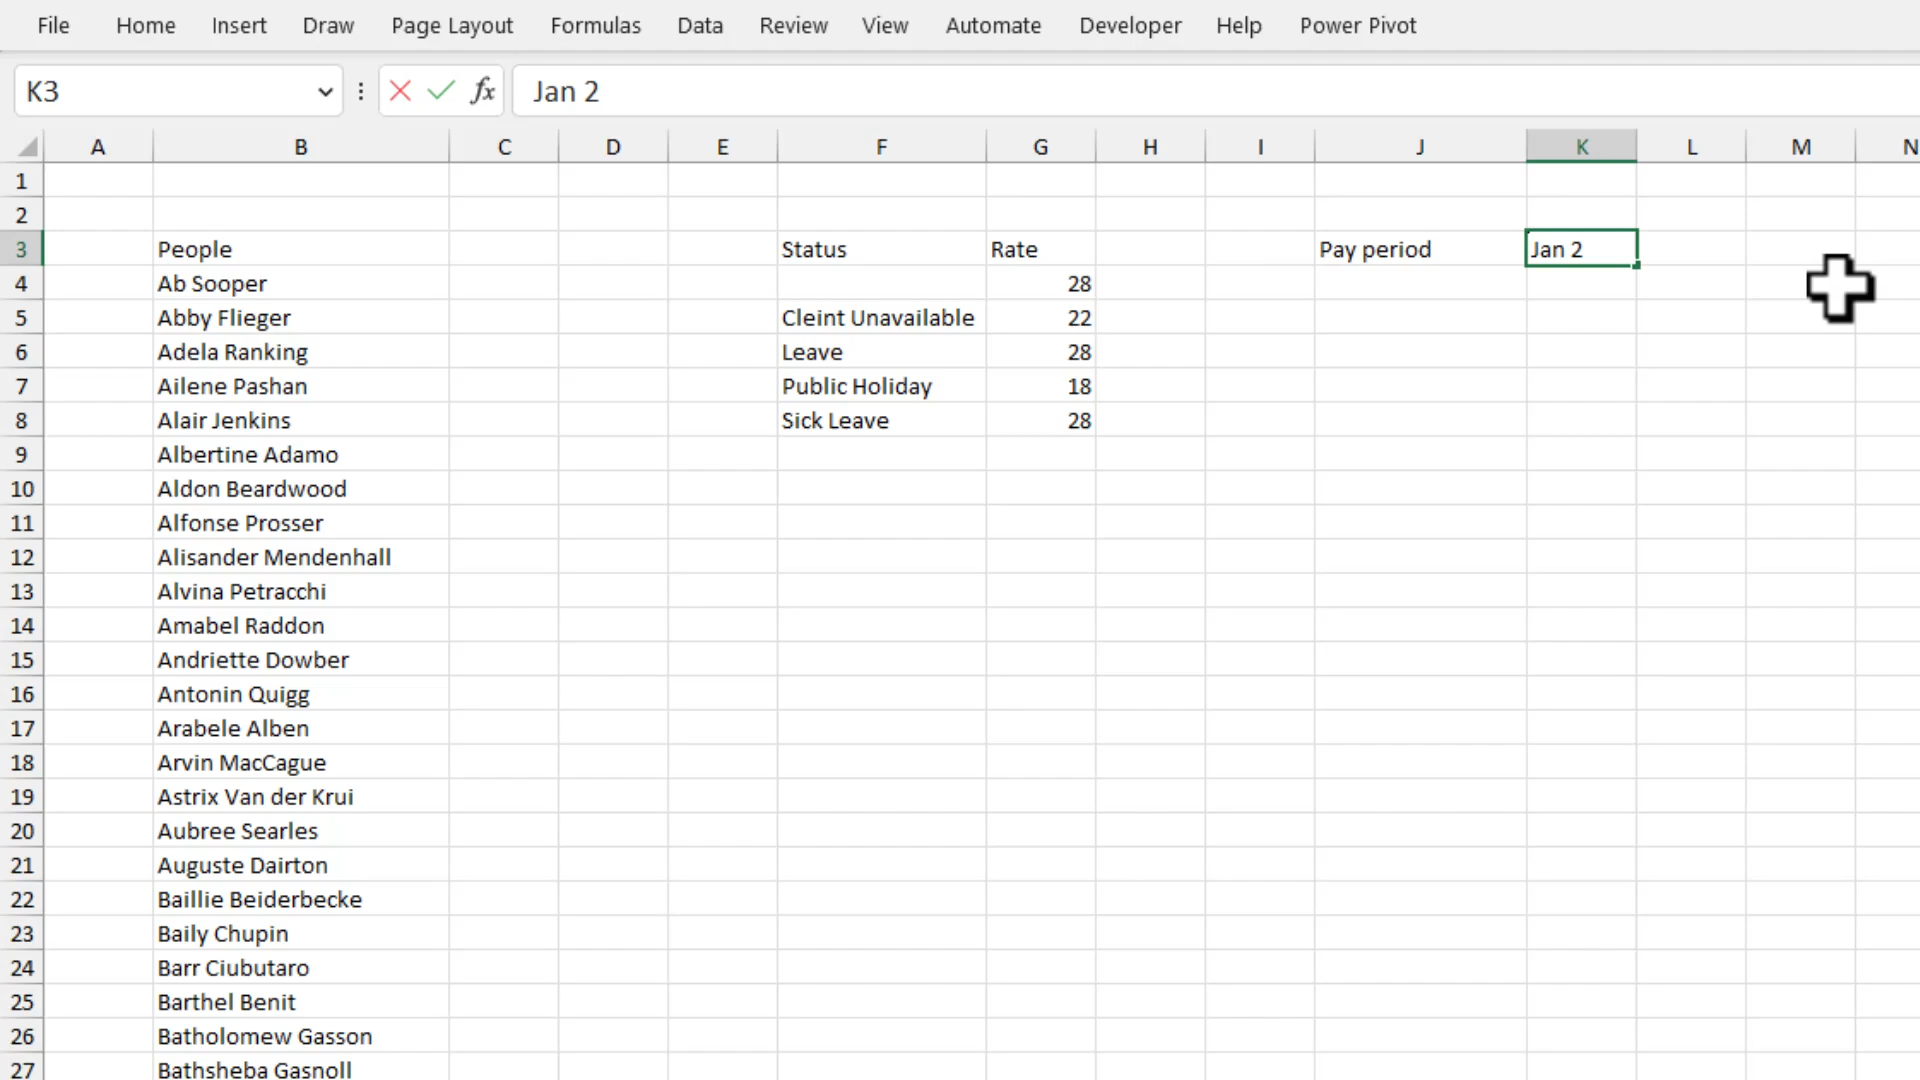 File Home Insert Draw Page Layout Formulas Data Review View Automate Developer Help Power Pivot
K3 fx Jan 2
A B C D E F G H I J K L M N
1
2
3 People Status Rate Pay period Jan 2
4 Ab Sooper 28
5 Abby Flieger Cleint Unavailable 22
6 Adela Ranking Leave 28
7 Ailene Pashan Public Holiday 18
8 Alair Jenkins Sick Leave 28
9 Albertine Adamo
10 Aldon Beardwood
11 Alfonse Prosser
12 Alisander Mendenhall
13 Alvina Petracchi
14 Amabel Raddon
15 Andriette Dowber
16 Antonin Quigg
17 Arabele Alben
18 Arvin MacCague
19 Astrix Van der Krui
20 Aubree Searles
21 Auguste Dairton
22 Baillie Beiderbecke
23 Baily Chupin
24 Barr Ciubutaro
25 Barthel Benit
26 Batholomew Gasson
27 Bathsheba Gasnoll